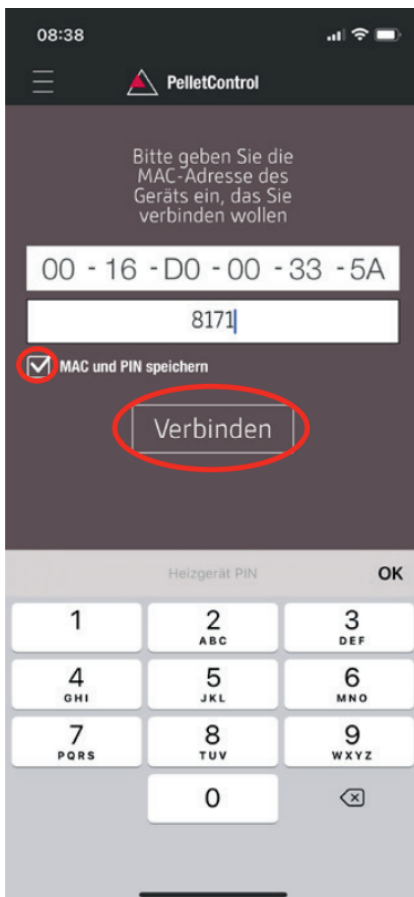 08:38
PelletControl
Bitte geben Sie die
MAC-Adresse des
Geräts ein, das Sie
verbinden wollen
00 - 16 - D0 - 00 - 33 - 5A
8171
MAC und PIN speichern
Verbinden
Heizgerät PIN OK
1 2 3
ABC DEF
4 5 6
GHI JKL MNO
7 8 9
PQRS TUV WXYZ
0